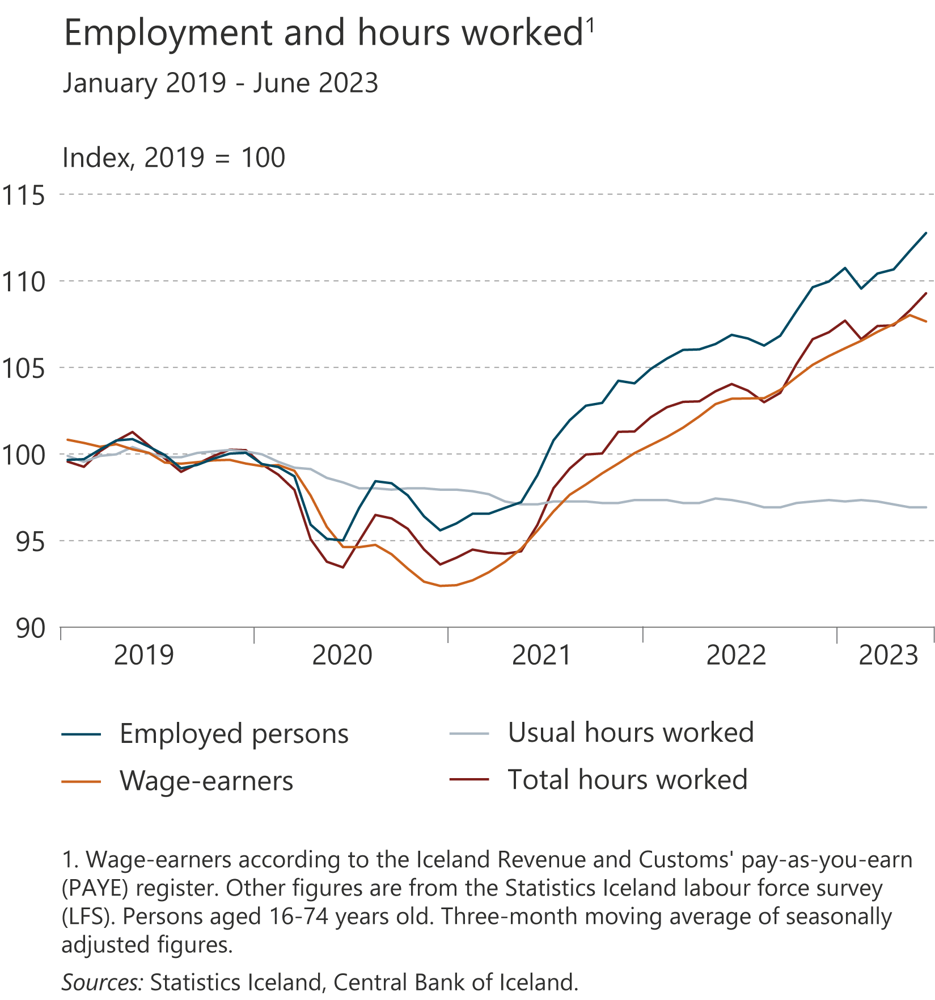 Employment and hours worked¹
January 2019 - June 2023
Index, 2019 = 100
115
110
105
100
95
90
2019 2020 2021 2022 2023
Employed persons
Usual hours worked
Wage-earners
Total hours worked
1. Wage-earners according to the Iceland Revenue and Customs' pay-as-you-earn
(PAYE) register. Other figures are from the Statistics Iceland labour force survey
(LFS). Persons aged 16-74 years old. Three-month moving average of seasonally
adjusted figures.
Sources: Statistics Iceland, Central Bank of Iceland.